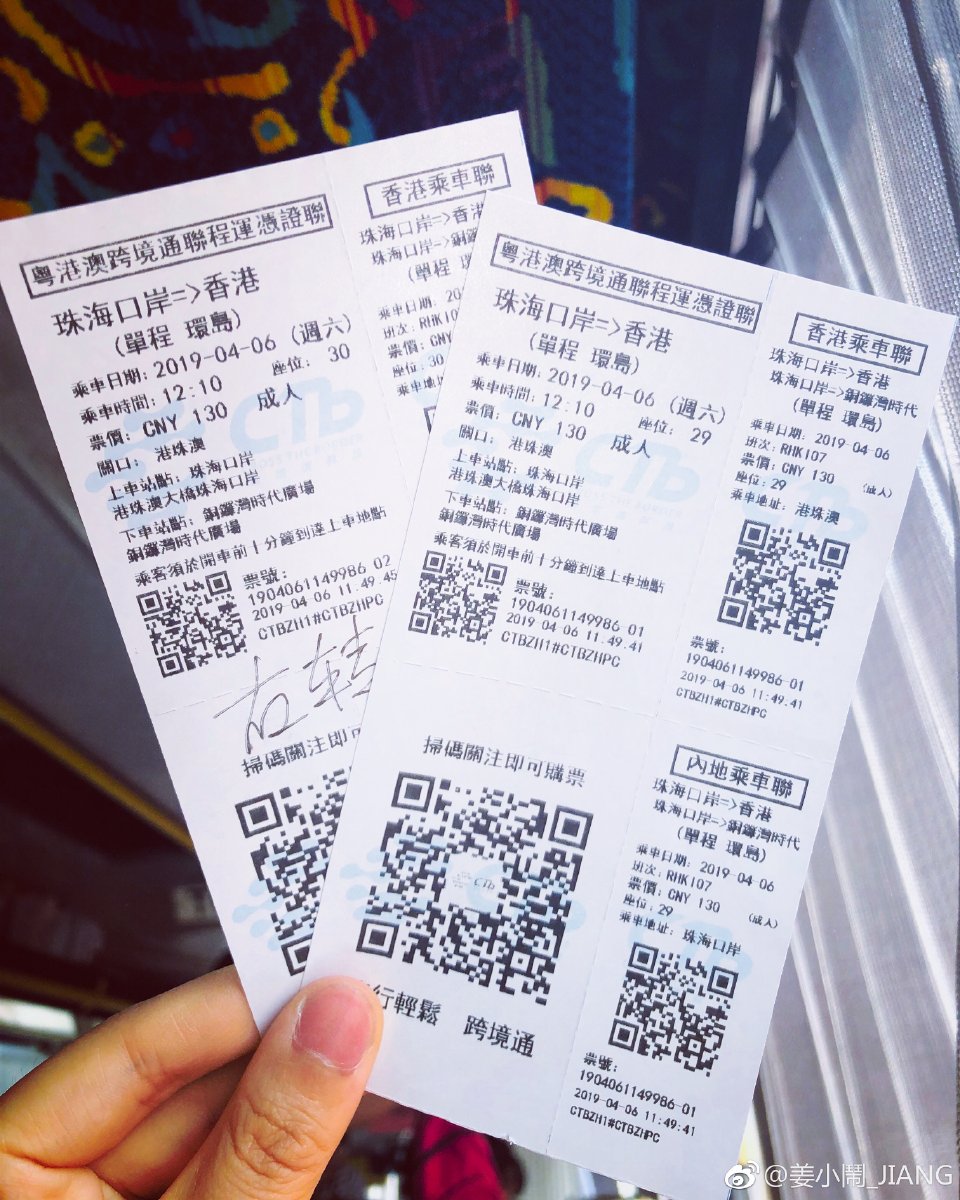 粵港澳跨境通聯程運憑證聯
珠海口岸=>香港
(單程 環島)
乘車日期: 2019-04-06 (週六)
乘車時間: 12:10 座位: 30
票價: CNY 130 成人
關口: 港珠澳
上車站點: 珠海口岸
港珠澳大橋珠海口岸
下車站點: 銅鑼灣時代廣場
銅鑼灣時代廣場
乘客須於開車前十分鐘到達上車地點
票號:
1904061149986_02
2019-04-06 11:49.45
CTBZH1#CTBZHPC
右轉
掃碼關注即可
香港乘車聯
珠海口岸=>香港
珠海口岸=>銅鑼
(單程
乘車日期: 20
班次: RHK107
票價: CNY
座位: 30
乘車地
粵港澳跨境通聯程運憑證聯
珠海口岸=>香港
(單程 環島)
乘車日期: 2019-04-06 (週六)
乘車時間: 12:10 座位: 29
票價: CNY 130 成人
關口: 港珠澳
上車站點: 珠海口岸
港珠澳大橋珠海口岸
下車站點: 銅鑼灣時代廣場
銅鑼灣時代廣場
乘客須於開車前十分鐘到達上車地點
票號:
1904061149986-01
2019-04-06 11:49.41
CTBZH1#CTBZHPC
掃碼關注即可購票
CTb
行輕鬆 跨境通
香港乘車聯
珠海口岸=>香港
珠海口岸=>銅鑼灣時代
(單程 環島)
乘車日期: 2019-04-06
班次: RHK107
票價: CNY 130 (成人)
座位: 29
乘車地址: 港珠澳
票號:
1904061149986-01
2019-04-06 11:49.41
CTBZH1#CTBZHPC
內地乘車聯
珠海口岸=>香港
珠海口岸=>銅鑼灣時代
(單程 環島)
乘車日期: 2019-04-06
班次: RHK107
票價: CNY 130 (成人)
座位: 29
乘車地址: 珠海口岸
票號:
1904061149986-01
2019-04-06 11:49:41
CTBZH1#CTBZHPC
@姜小鬧_JIANG